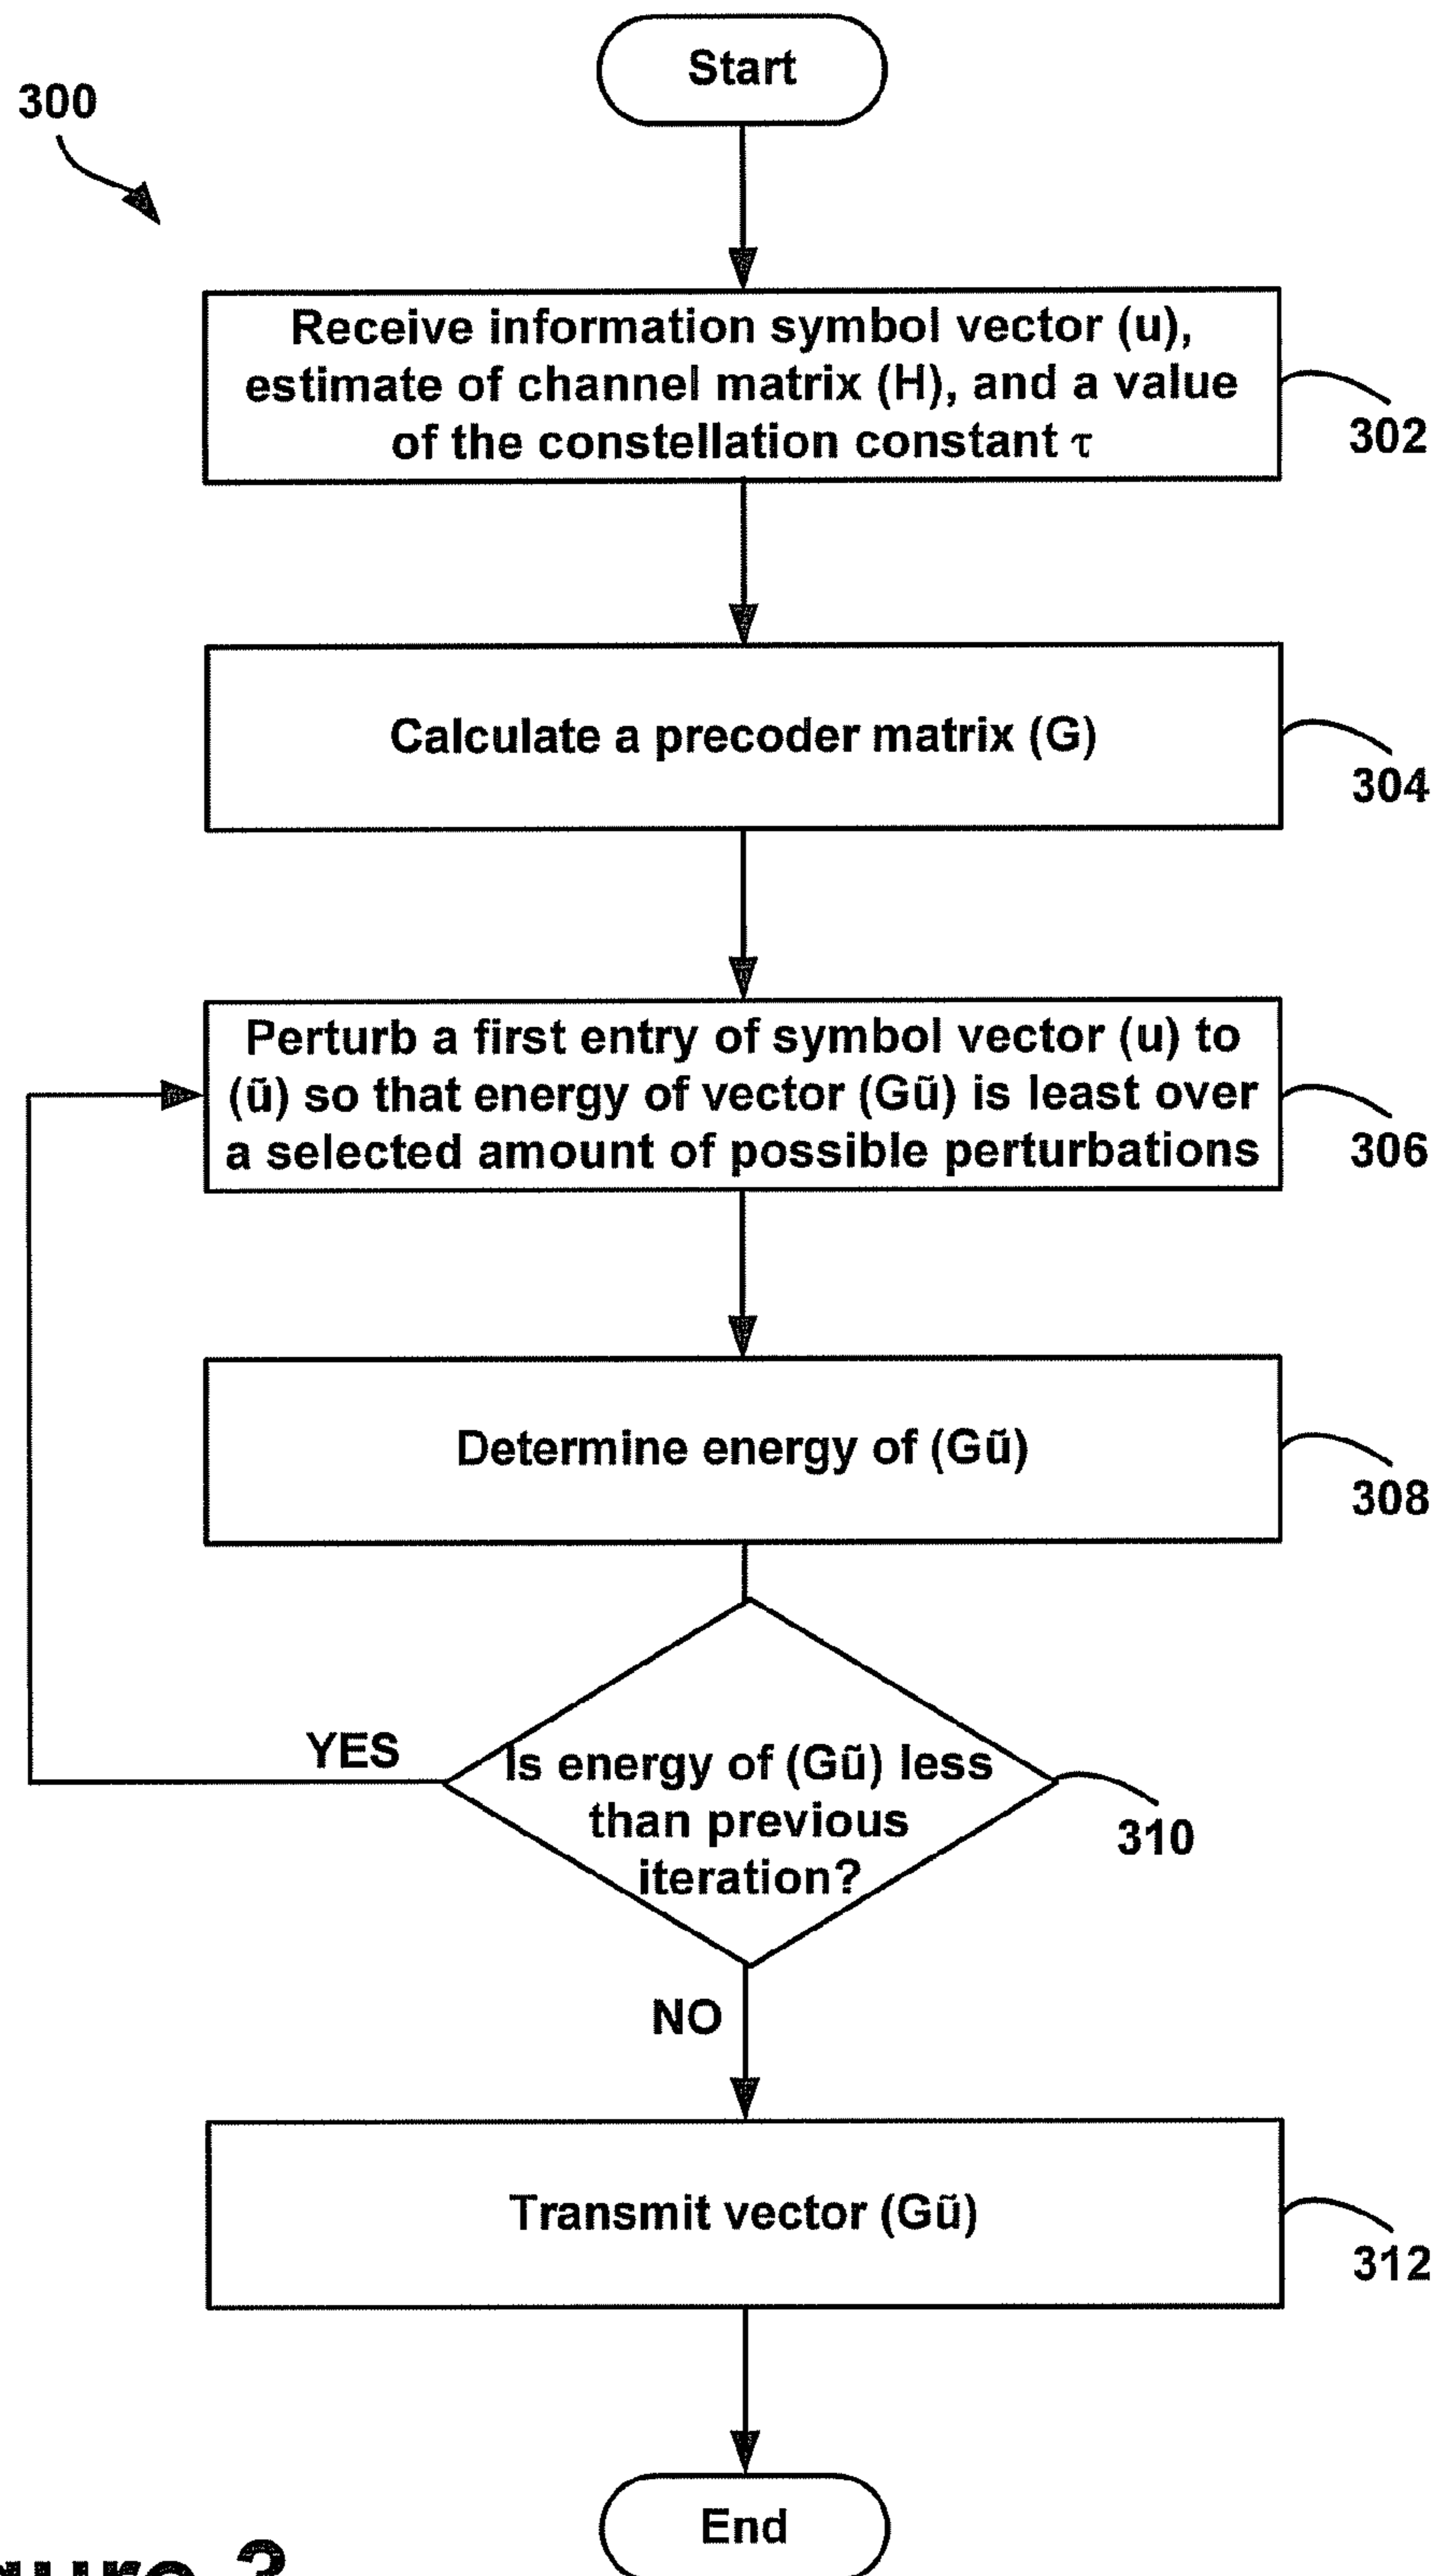 Start
300
Receive information symbol vector (u),
estimate of channel matrix (H), and a value
of the constellation constant τ
302
Calculate a precoder matrix (G)
304
Perturb a first entry of symbol vector (u) to
(ũ) so that energy of vector (Gũ) is least over
a selected amount of possible perturbations
306
Determine energy of (Gũ)
308
YES
Is energy of (Gũ) less
than previous
iteration?
310
NO
Transmit vector (Gũ)
312
End